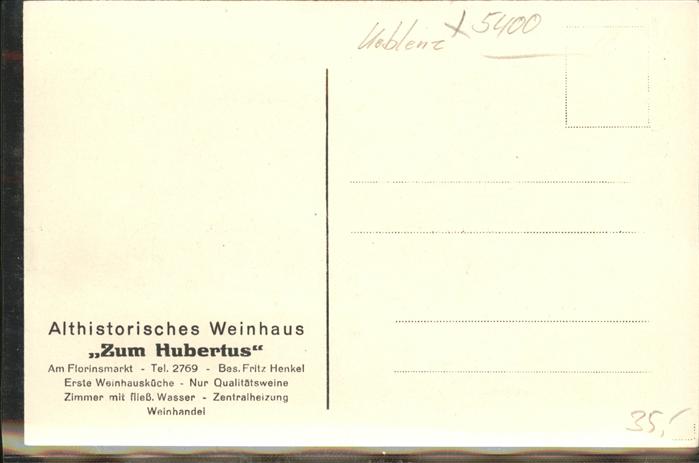 Koblenz x 5400
Althistorisches Weinhaus
„Zum Hubertus“
Am Florinsmarkt - Tel. 2769 - Bes. Fritz Henkel
Erste Weinhausküche - Nur Qualitätsweine
Zimmer mit fließ. Wasser - Zentralheizung
Weinhandel
35,-